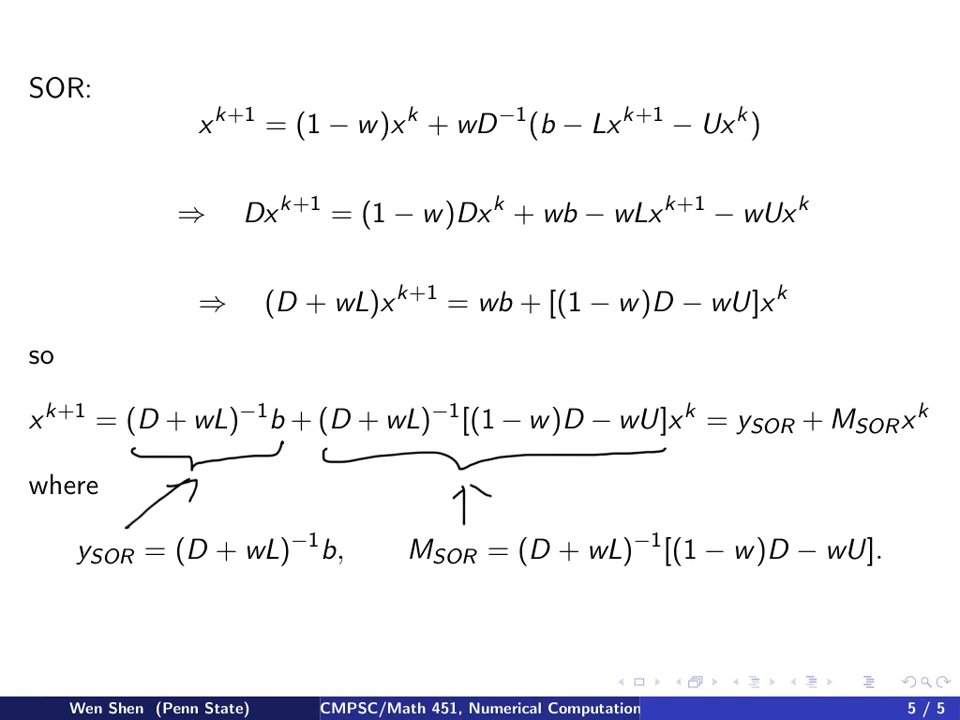 SOR:
x^{k+1} = (1 − w)x^k + wD^{−1}(b − Lx^{k+1} − Ux^k)
⇒ Dx^{k+1} = (1 − w)Dx^k + wb − wLx^{k+1} − wUx^k
⇒ (D + wL)x^{k+1} = wb + [(1 − w)D − wU]x^k
so
x^{k+1} = (D + wL)^{−1}b + (D + wL)^{−1}[(1 − w)D − wU]x^k = y_{SOR} + M_{SOR}x^k
where
y_{SOR} = (D + wL)^{−1}b, M_{SOR} = (D + wL)^{−1}[(1 − w)D − wU].
Wen Shen (Penn State) CMPSC/Math 451, Numerical Computation 5 / 5